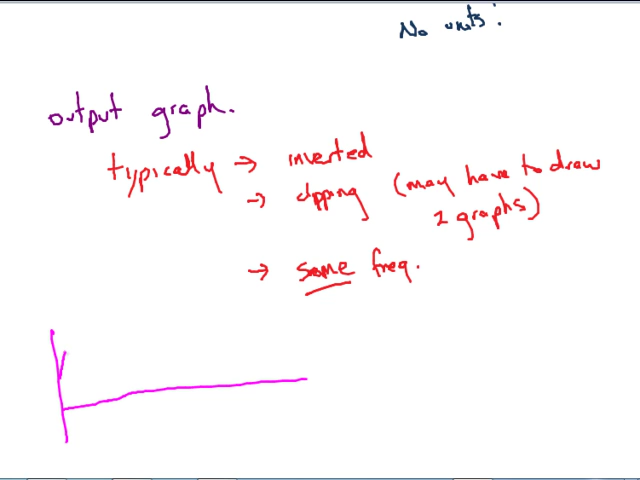 No units!
output graph.
typically → inverted
→ clipping (may have to draw
2 graphs)
→ same freq.